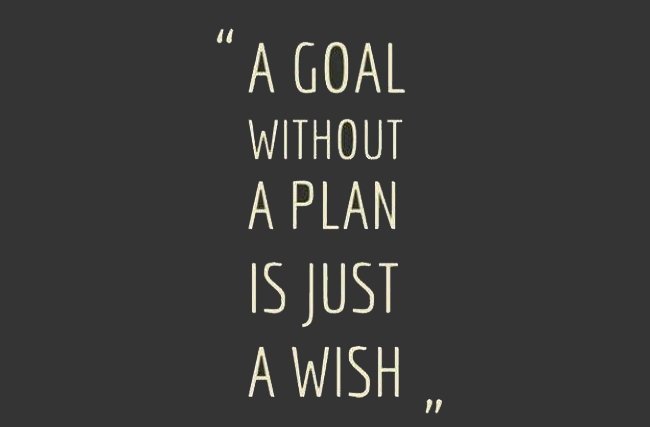 “ A GOAL
WITHOUT
A PLAN
IS JUST
A WISH „